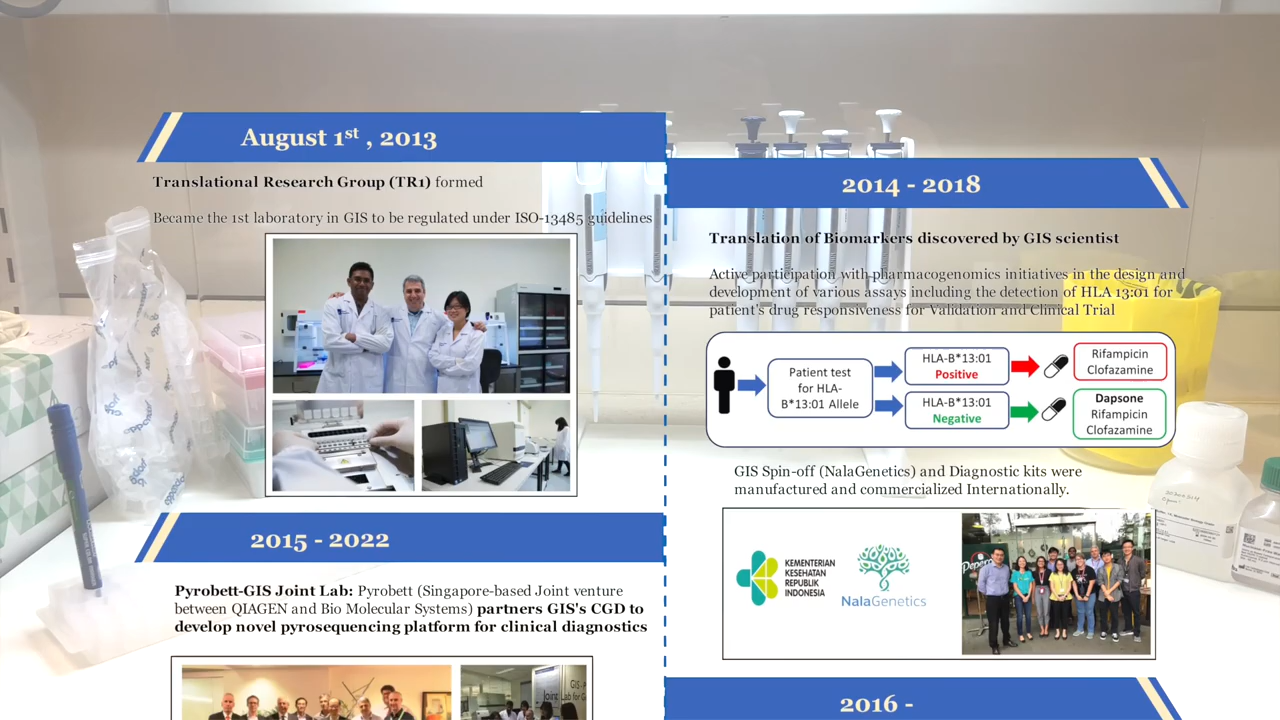 August 1st , 2013
Translational Research Group (TR1) formed
Became the 1st laboratory in GIS to be regulated under ISO-13485 guidelines
2014 - 2018
Translation of Biomarkers discovered by GIS scientist
Active participation with pharmacogenomics initiatives in the design and
development of various assays including the detection of HLA 13:01 for
patient's drug responsiveness for Validation and Clinical Trial
Patient test
for HLA-
B*13:01 Allele
HLA-B*13:01
Positive
Rifampicin
Clofazamine
HLA-B*13:01
Negative
Dapsone
Rifampicin
Clofazamine
GIS Spin-off (NalaGenetics) and Diagnostic kits were
manufactured and commercialized Internationally.
KEMENTERIAN
KESEHATAN
REPUBLIK
INDONESIA
NalaGenetics
Pepero
2015 - 2022
Pyrobett-GIS Joint Lab: Pyrobett (Singapore-based Joint venture
between QIAGEN and Bio Molecular Systems) partners GIS's CGD to
develop novel pyrosequencing platform for clinical diagnostics
Joint
2016 -
eppendorf